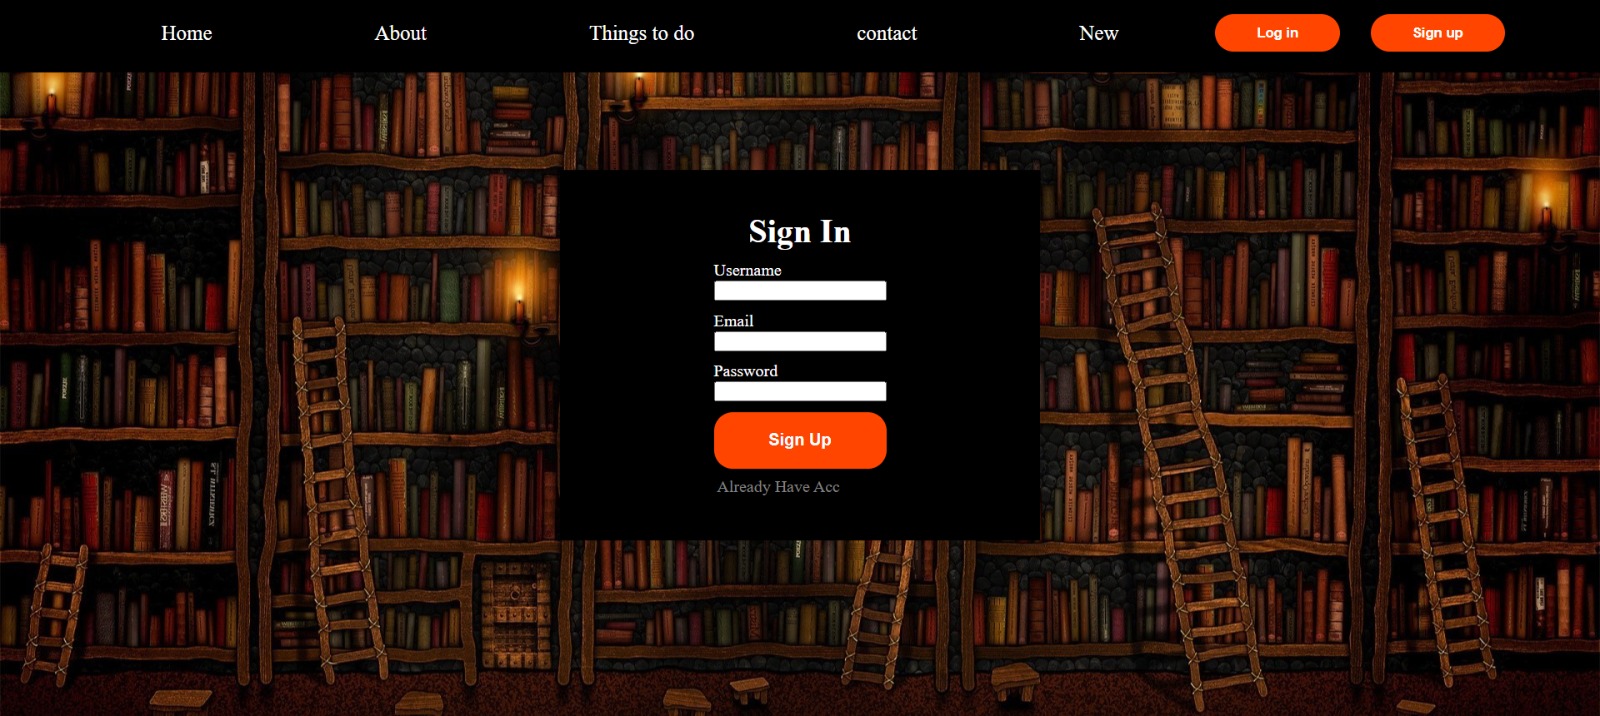 Home About Things to do contact New Log in Sign up
Sign In
Username
Email
Password
Sign Up
Already Have Acc